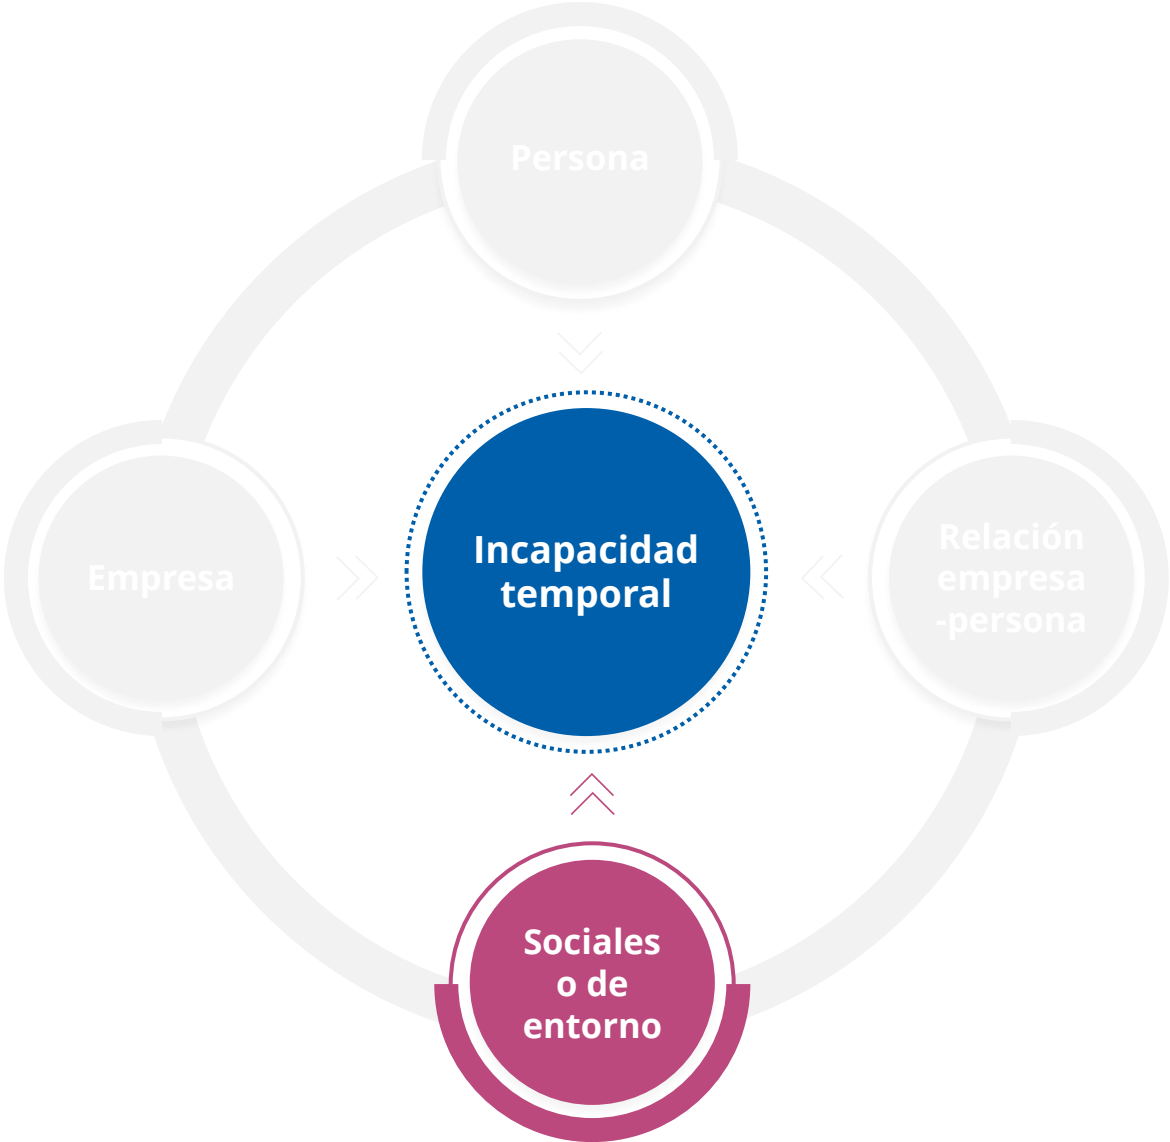 Persona
Empresa
Incapacidad
temporal
Relación
empresa
-persona
Sociales
o de
entorno